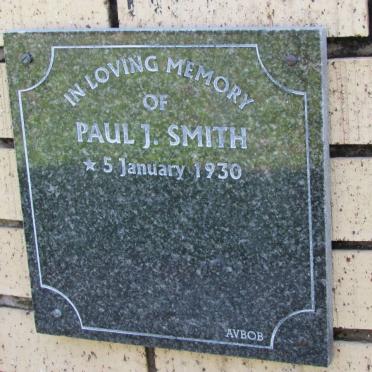 IN LOVING MEMORY
OF
PAUL J. SMITH
★ 5 January 1930
AVBOB